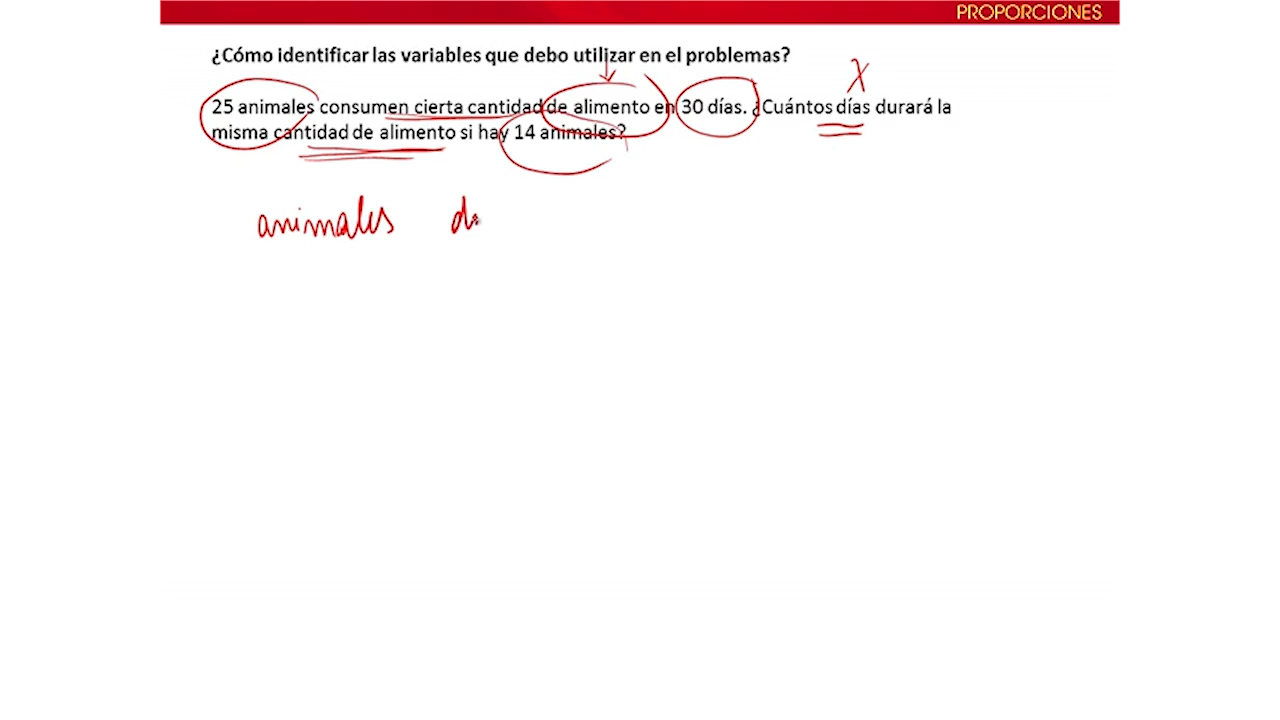 PROPORCIONES
¿Cómo identificar las variables que debo utilizar en el problemas?
X
25 animales consumen cierta cantidad de alimento en 30 días. ¿Cuántos días durará la
misma cantidad de alimento si hay 14 animales?
animales